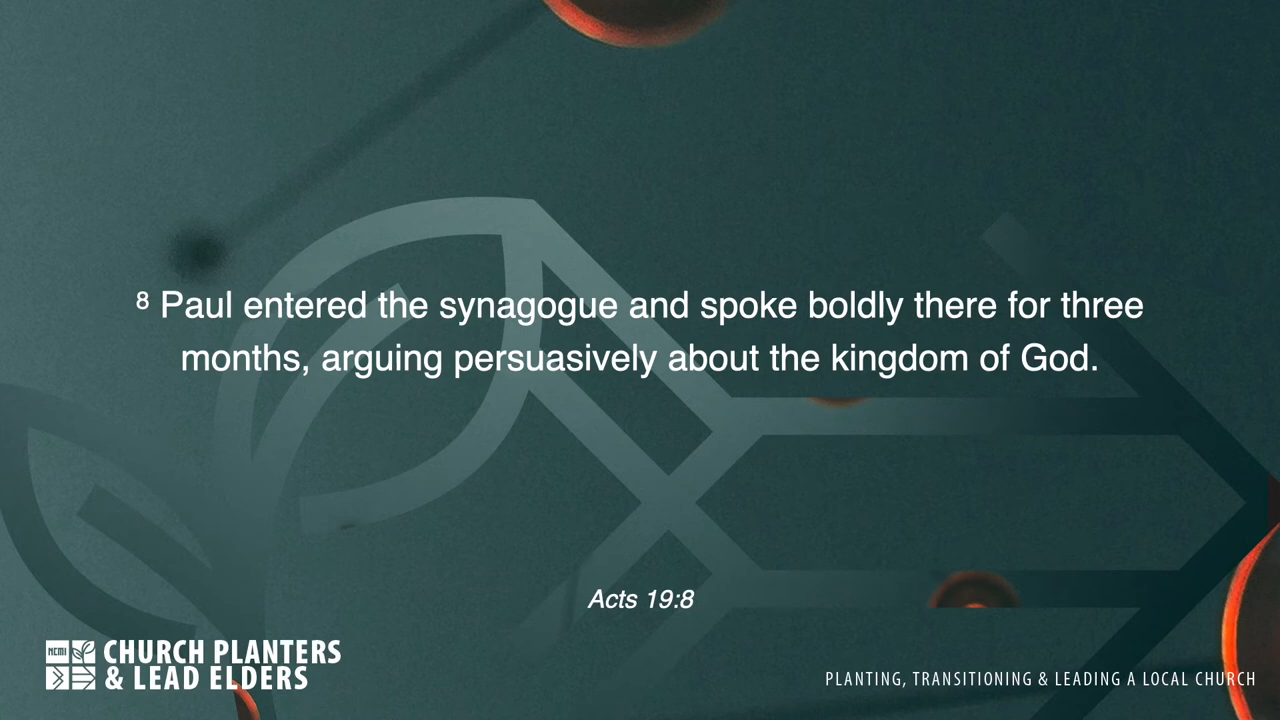 ⁸ Paul entered the synagogue and spoke boldly there for three
months, arguing persuasively about the kingdom of God.
Acts 19:8
NCMI
CHURCH PLANTERS
& LEAD ELDERS
PLANTING, TRANSITIONING & LEADING A LOCAL CHURCH